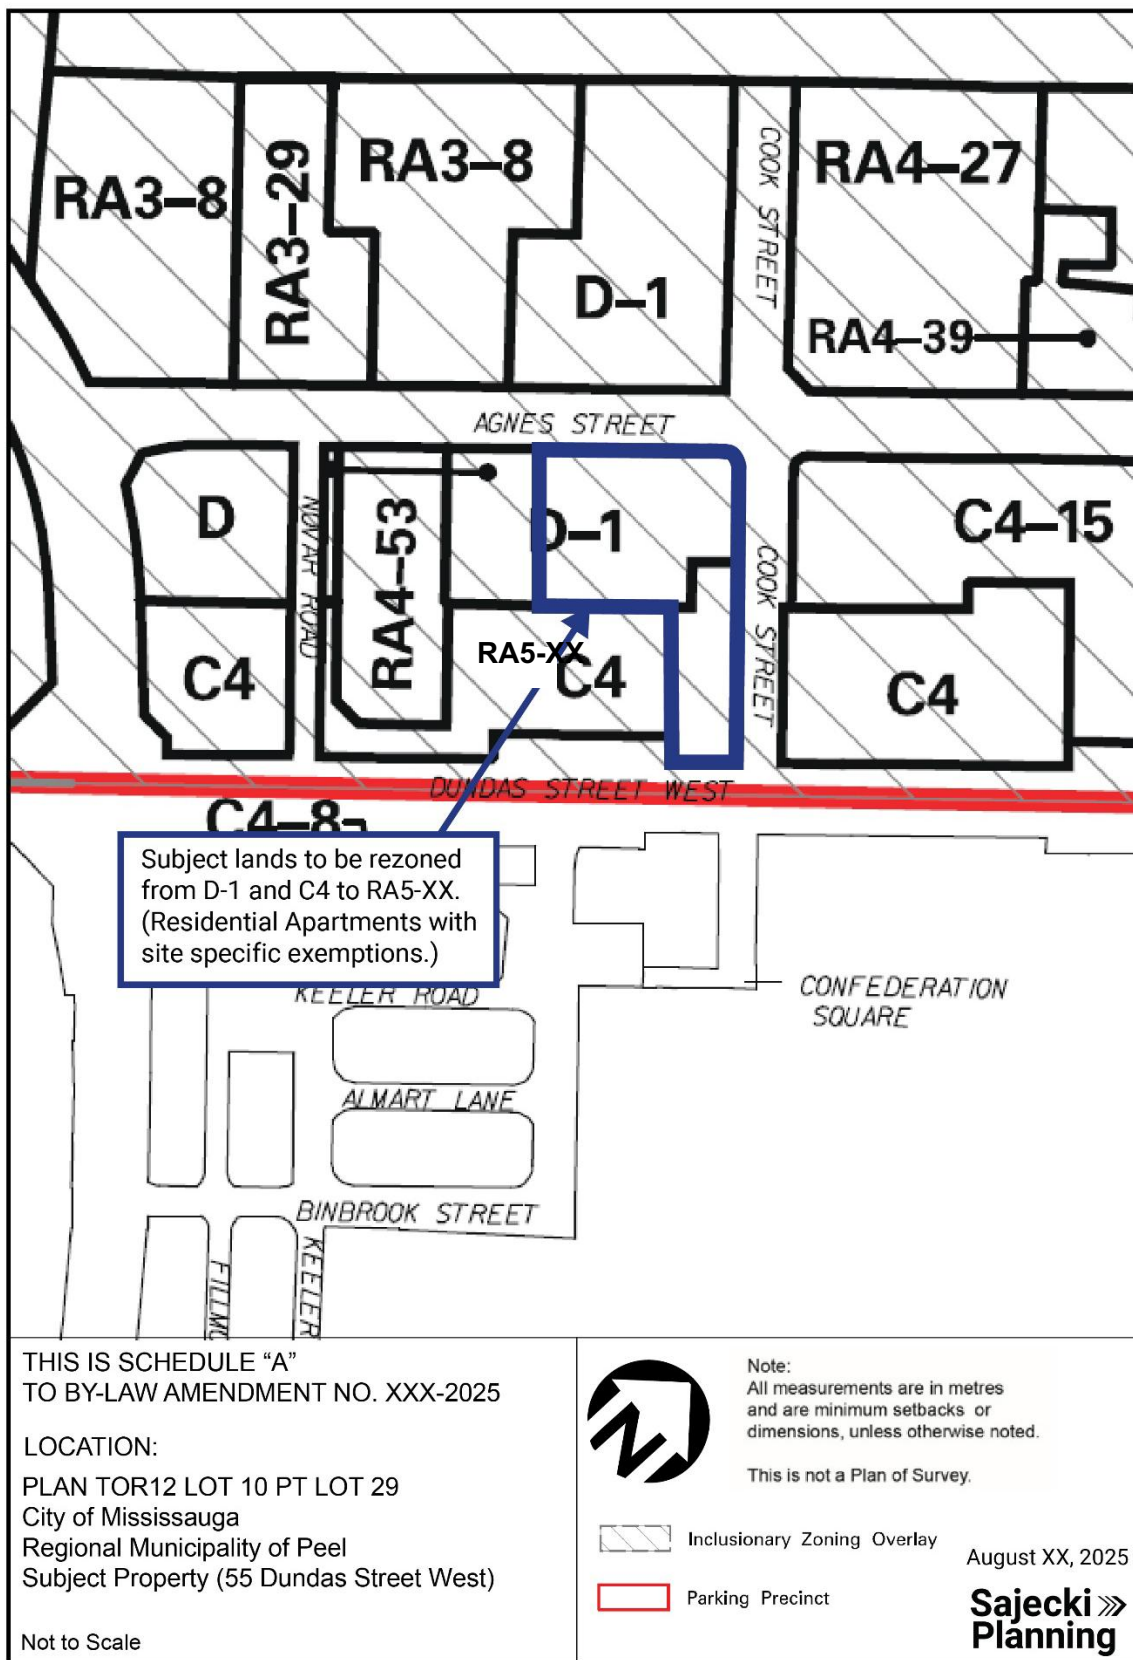 RA3–8
RA3–29
RA3–8
D–1
COOK STREET
RA4–27
RA4–39
AGNES STREET
D
NOVAR ROAD
RA4–53
D–1
COOK STREET
C4–15
C4
RA5-XX
C4
C4
DUNDAS STREET WEST
C4–8
Subject lands to be rezoned
from D-1 and C4 to RA5-XX.
(Residential Apartments with
site specific exemptions.)
KEELER ROAD
CONFEDERATION
SQUARE
ALMART LANE
BINBROOK STREET
FILLMO
KEELER
THIS IS SCHEDULE “A”
TO BY-LAW AMENDMENT NO. XXX-2025
LOCATION:
PLAN TOR12 LOT 10 PT LOT 29
City of Mississauga
Regional Municipality of Peel
Subject Property (55 Dundas Street West)
Not to Scale
N
Note:
All measurements are in metres
and are minimum setbacks or
dimensions, unless otherwise noted.
This is not a Plan of Survey.
Inclusionary Zoning Overlay
Parking Precinct
August XX, 2025
Sajecki
Planning